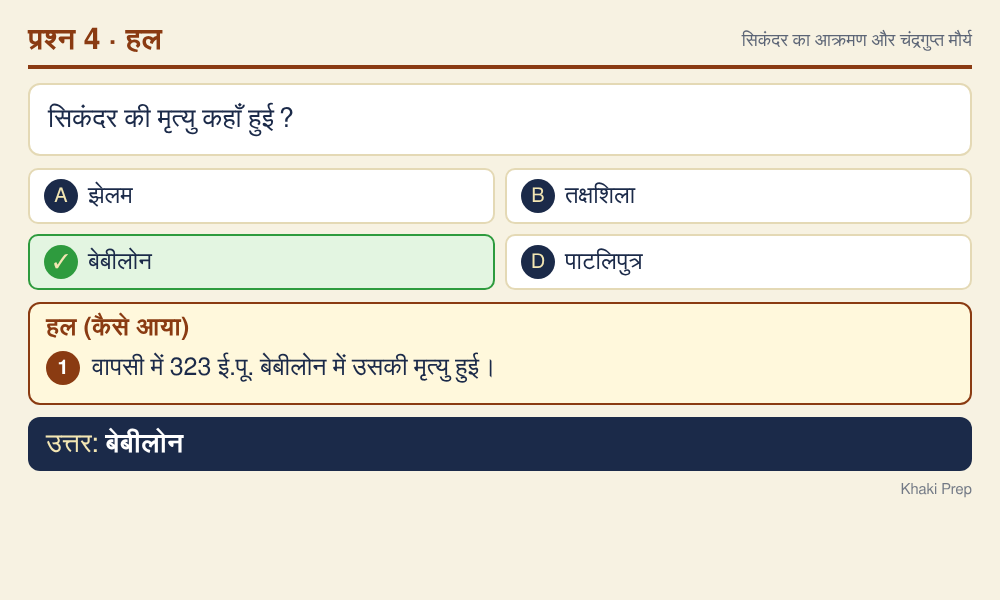 प्रश्न 4 · हल
सिकंदर का आक्रमण और चंद्रगुप्त मौर्य
सिकंदर की मृत्यु कहाँ हुई ?
A झेलम
B तक्षशिला
✓ बेबीलोन
D पाटलिपुत्र
हल (कैसे आया)
1 वापसी में 323 ई.पू. बेबीलोन में उसकी मृत्यु हुई।
उत्तर: बेबीलोन
Khaki Prep